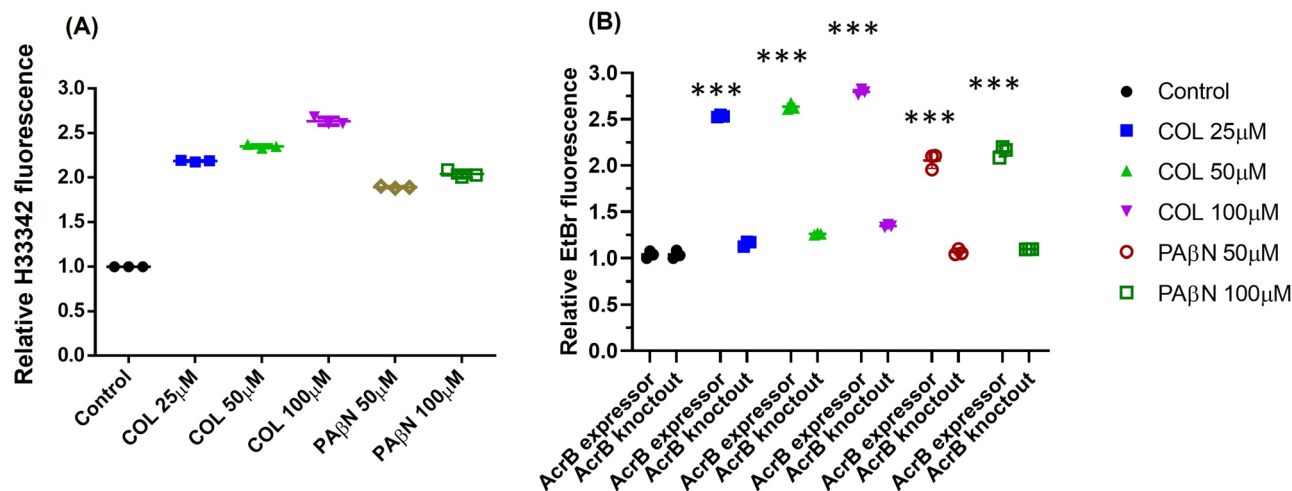 (A)
Relative H33342 fluorescence
3.0
2.5
2.0
1.5
1.0
0.5
0.0
Control
COL 25μM
COL 50μM
COL 100μM
PAβN 50μM
PAβN 100μM
(B)
Relative EtBr fluorescence
3.0
2.5
2.0
1.5
1.0
0.5
0.0
***
***
***
***
***
AcrB expressor
AcrB knoctout
AcrB expressor
AcrB knoctout
AcrB expressor
AcrB knoctout
AcrB expressor
AcrB knoctout
AcrB expressor
AcrB knoctout
AcrB expressor
AcrB knoctout
Control
COL 25μM
COL 50μM
COL 100μM
PAβN 50μM
PAβN 100μM